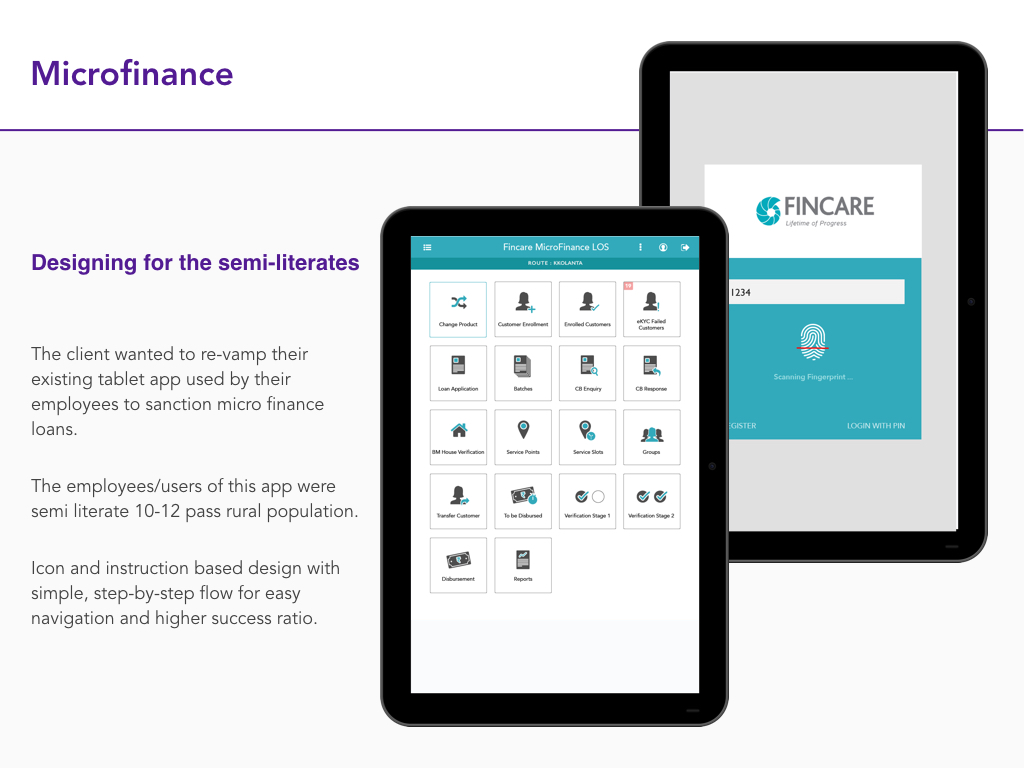 Microfinance
Designing for the semi-literates
The client wanted to re-vamp their
existing tablet app used by their
employees to sanction micro finance
loans.
The employees/users of this app were
semi literate 10-12 pass rural population.
Icon and instruction based design with
simple, step-by-step flow for easy
navigation and higher success ratio.
Fincare MicroFinance LOS
ROUTE : KKOLANTA
Change Product
Customer Enrollment
Enrolled Customers
19
eKYC Failed
Customers
Loan Application
Batches
CB Enquiry
CB Response
BM House Verification
Service Points
Service Slots
Groups
Transfer Customer
To be Disbursed
Verification Stage 1
Verification Stage 2
Disbursement
Reports
FINCARE
Lifetime of Progress
1234
Scanning Fingerprint ...
EGISTER
LOGIN WITH PIN